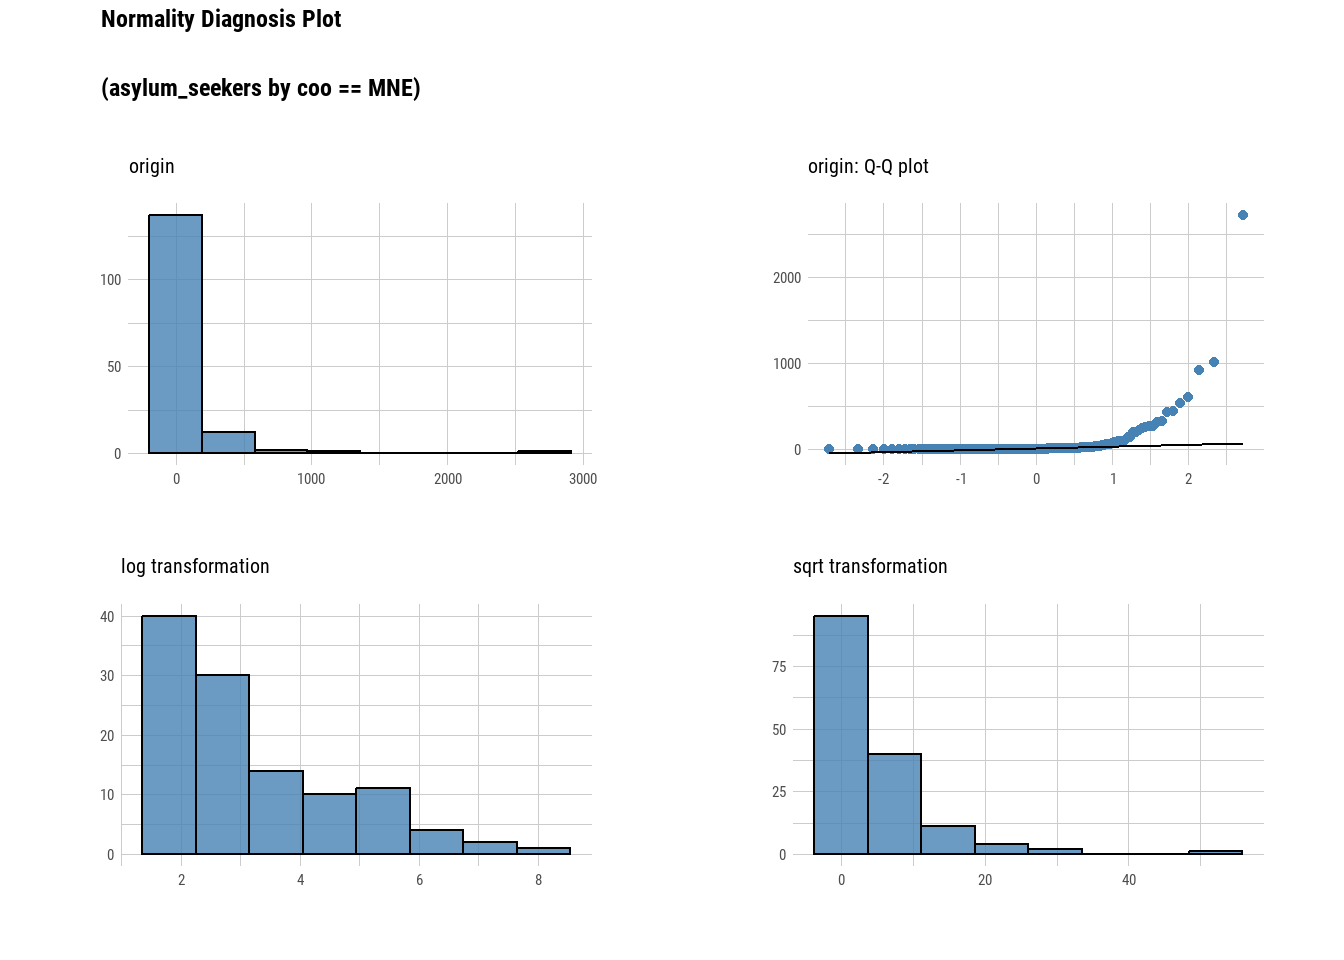 Normality Diagnosis Plot
(asylum_seekers by coo == MNE)
origin
100
50
0
0 1000 2000 3000
origin: Q-Q plot
2000
1000
0
-2 -1 0 1 2
log transformation
40
30
20
10
0
2 4 6 8
sqrt transformation
75
50
25
0
0 20 40